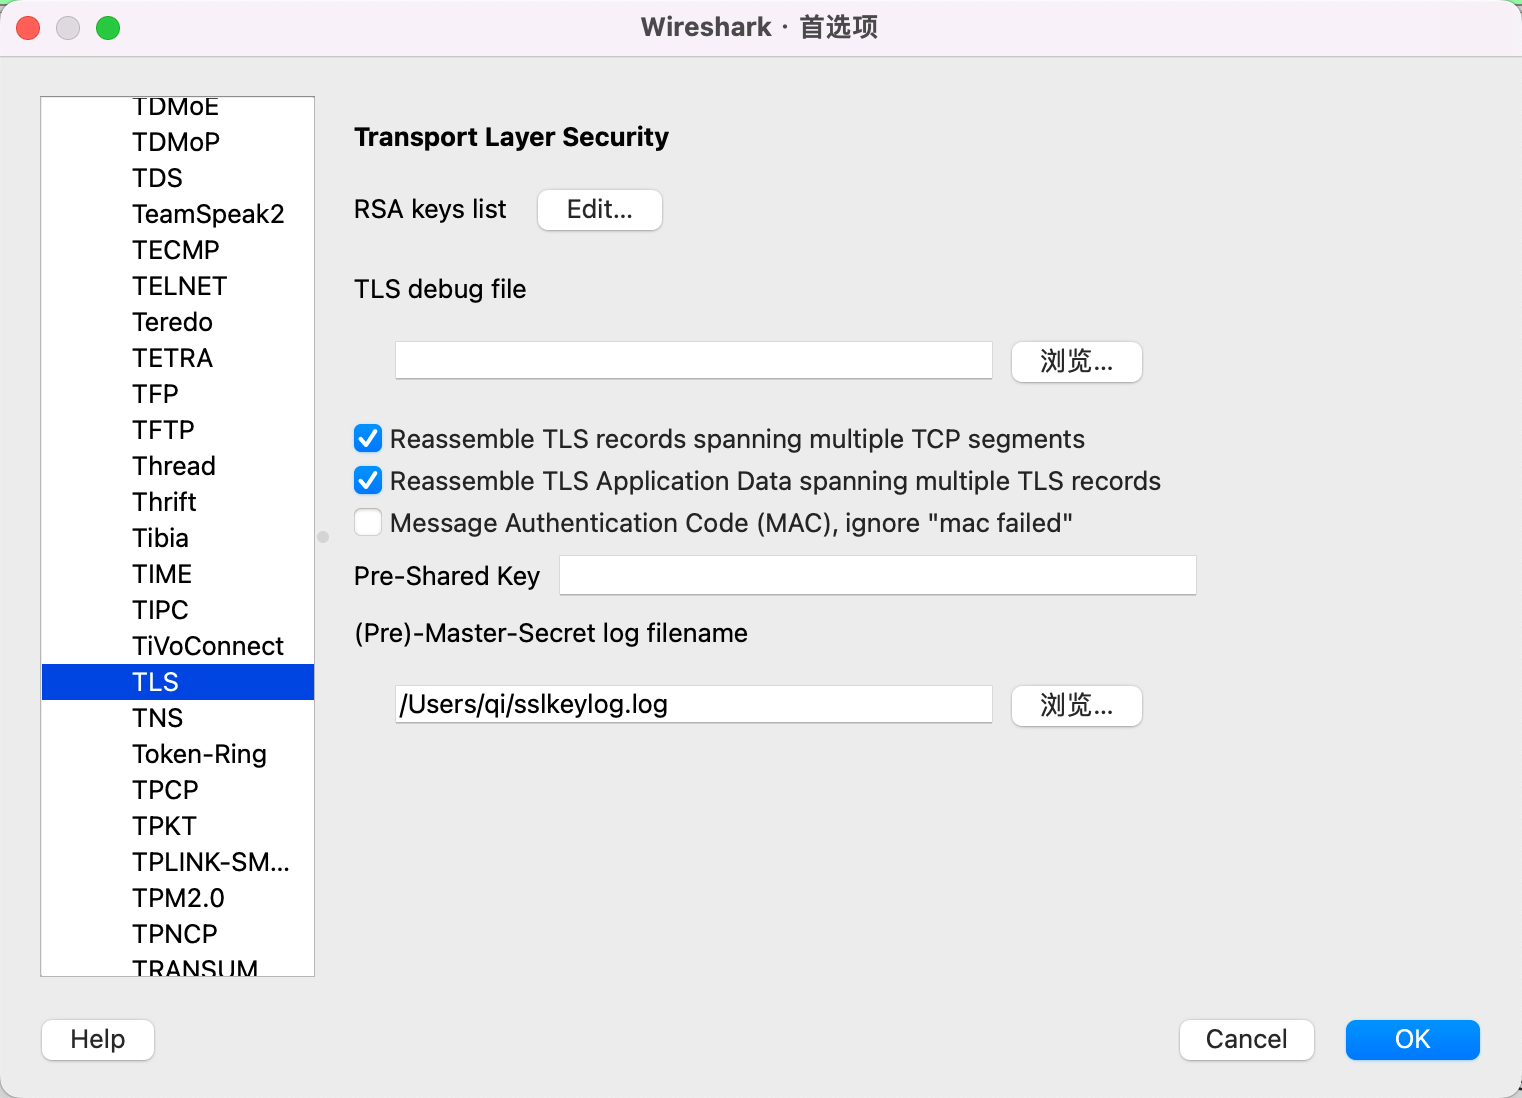 Wireshark · 首选项
TDMoE
TDMoP
TDS
TeamSpeak2
TECMP
TELNET
Teredo
TETRA
TFP
TFTP
Thread
Thrift
Tibia
TIME
TIPC
TiVoConnect
TLS
TNS
Token-Ring
TPCP
TPKT
TPLINK-SM...
TPM2.0
TPNCP
TRANSUM
Transport Layer Security
RSA keys list Edit...
TLS debug file
浏览...
Reassemble TLS records spanning multiple TCP segments
Reassemble TLS Application Data spanning multiple TLS records
Message Authentication Code (MAC), ignore "mac failed"
Pre-Shared Key
(Pre)-Master-Secret log filename
/Users/qi/sslkeylog.log 浏览...
Help Cancel OK